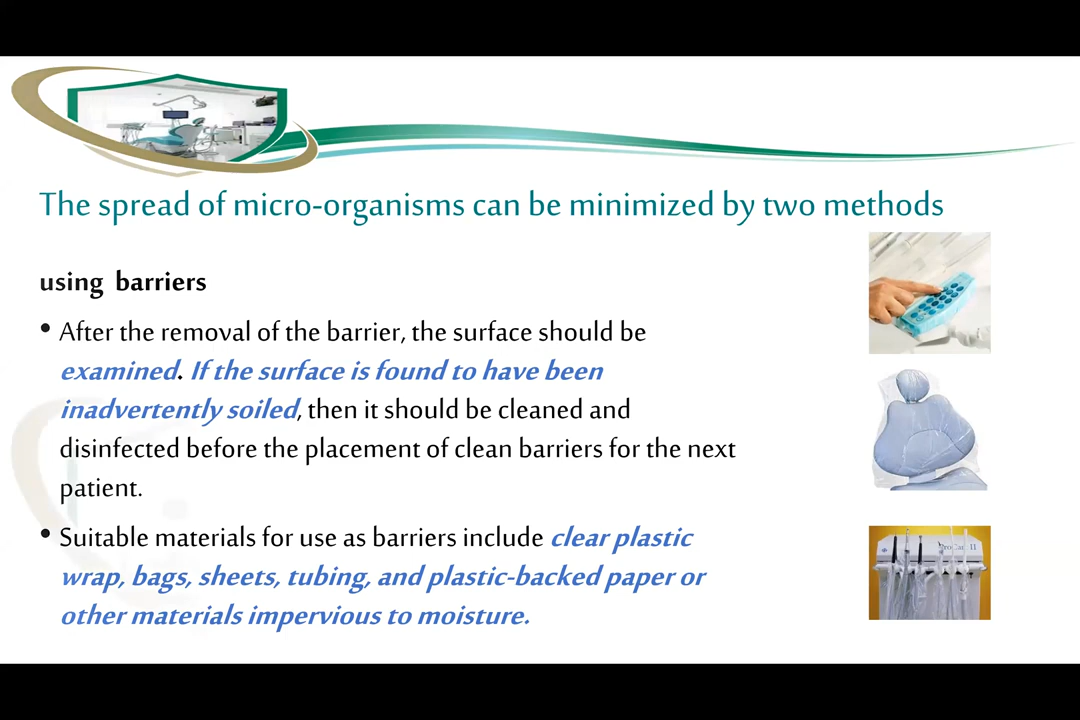 The spread of micro-organisms can be minimized by two methods
using barriers
• After the removal of the barrier, the surface should be
examined. If the surface is found to have been
inadvertently soiled, then it should be cleaned and
disinfected before the placement of clean barriers for the next
patient.
• Suitable materials for use as barriers include clear plastic
wrap, bags, sheets, tubing, and plastic-backed paper or
other materials impervious to moisture.